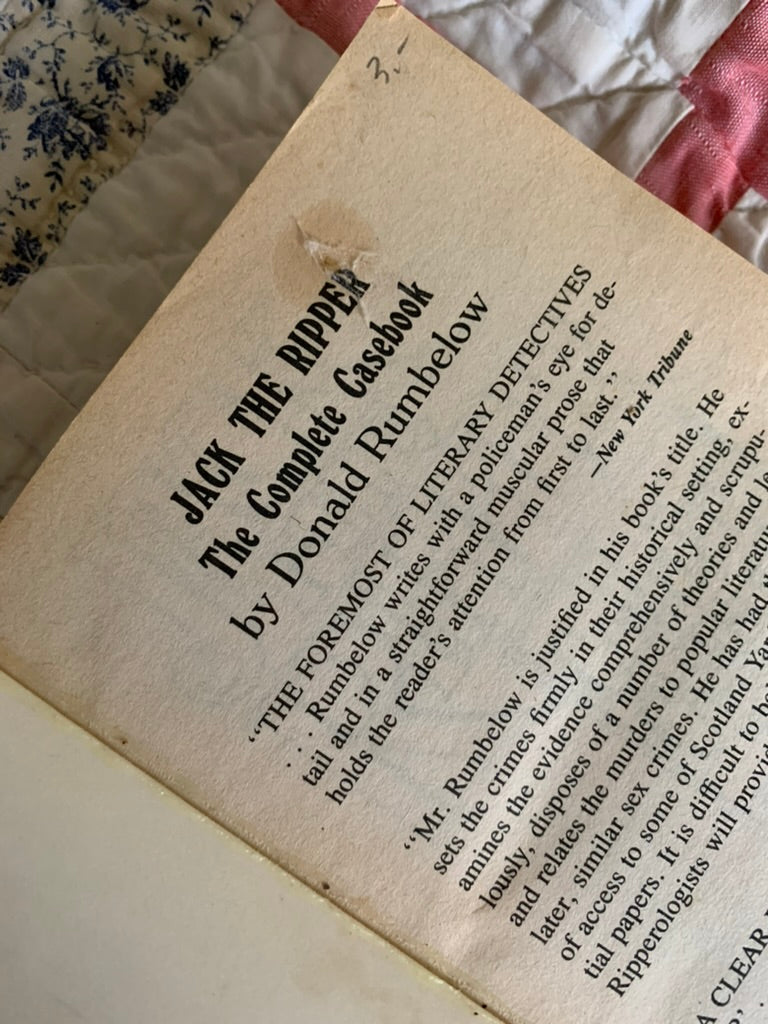 3.-
JACK THE RIPPER
The Complete Casebook
by Donald Rumbelow
“THE FOREMOST OF LITERARY DETECTIVES
. . . Rumbelow writes with a policeman's eye for de-
tail and in a straightforward muscular prose that
holds the reader's attention from first to last.”
—New York Tribune
“Mr. Rumbelow is justified in his book's title. He
sets the crimes firmly in their historical setting, ex-
amines the evidence comprehensively and scrupu-
lously, disposes of a number of theories and
and relates the murders to popular
later, similar sex crimes. He has had
of access to some of Scotland
tial papers. It is difficult to
Ripperologists will
A CLEAR